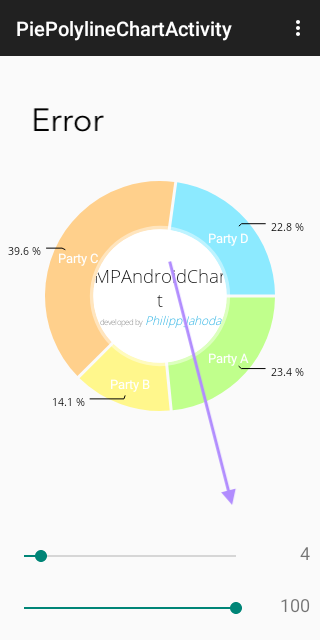 PiePolylineChartActivity
Error
22.8 %
Party D
39.6 %
Party C
MPAndroidChar
t
developed by Philipp Jahoda
Party A
23.4 %
Party B
14.1 %
4
100